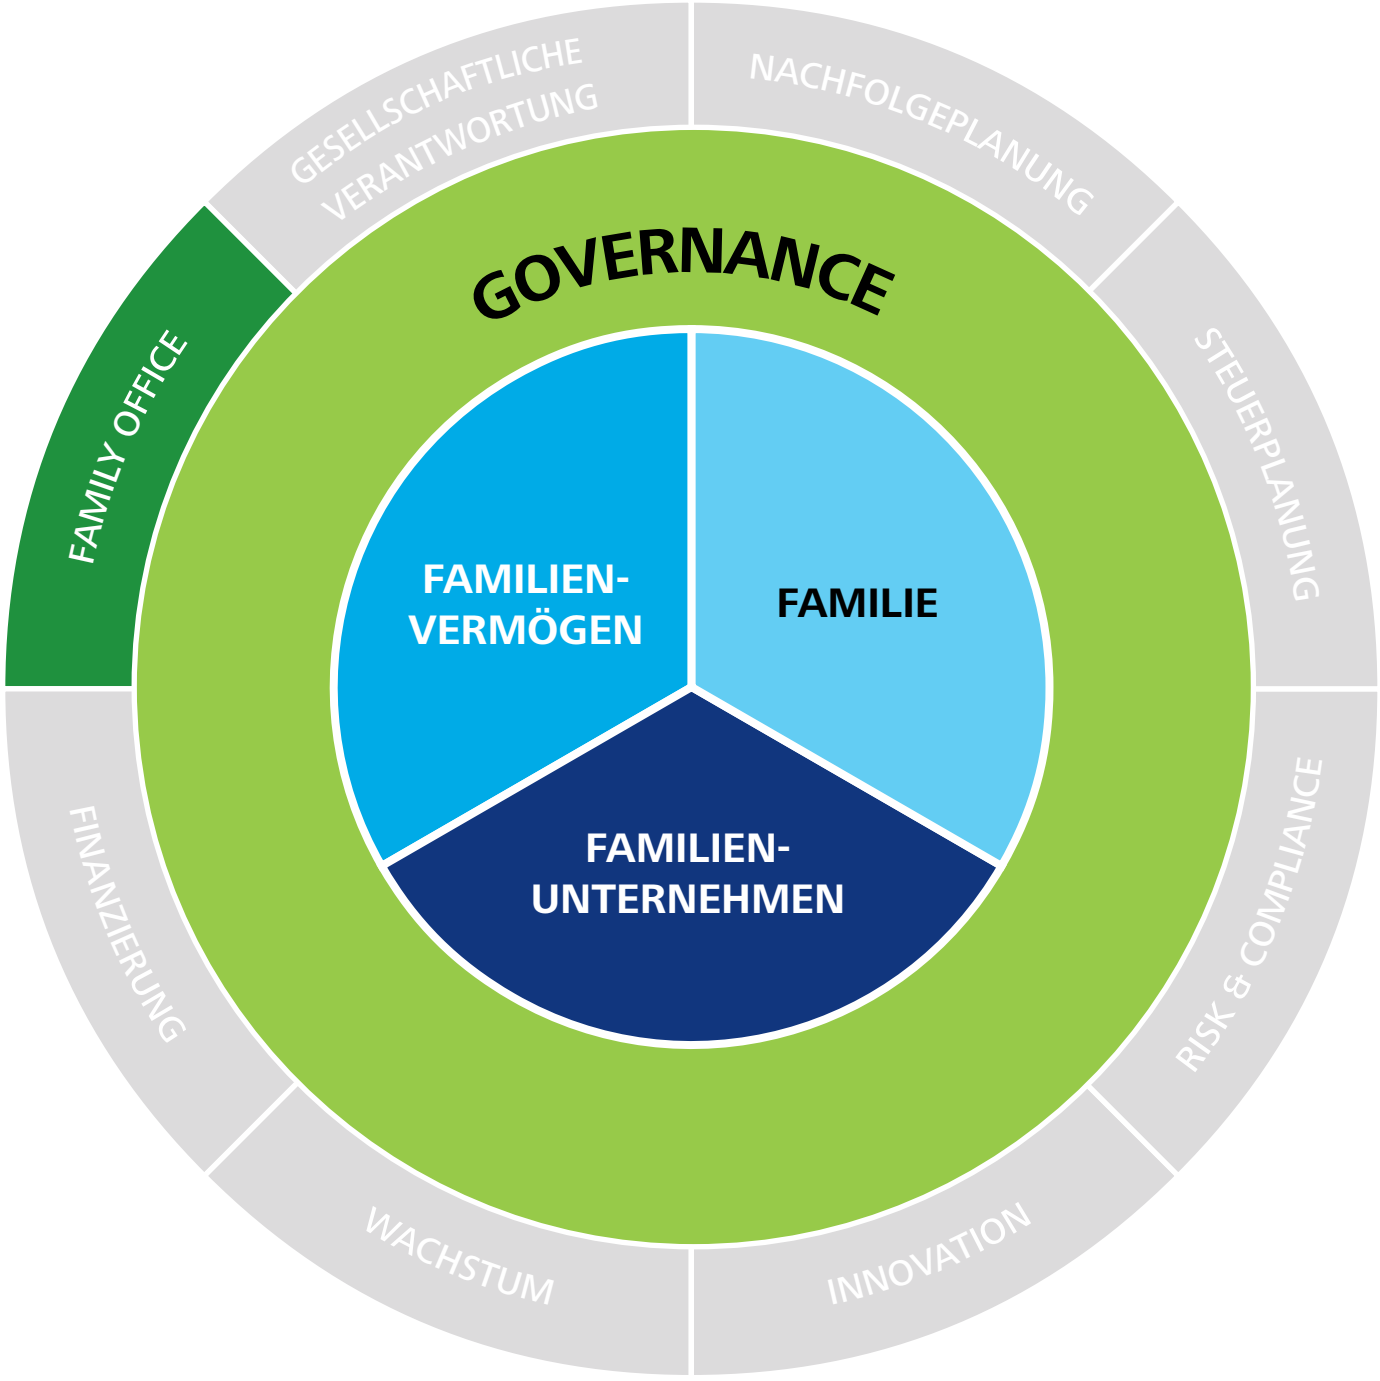 GESELLSCHAFTLICHE
VERANTWORTUNG
NACHFOLGEPLANUNG
STEUERPLANUNG
RISK & COMPLIANCE
INNOVATION
WACHSTUM
FINANZIERUNG
FAMILY OFFICE
GOVERNANCE
FAMILIEN-
VERMÖGEN
FAMILIE
FAMILIEN-
UNTERNEHMEN